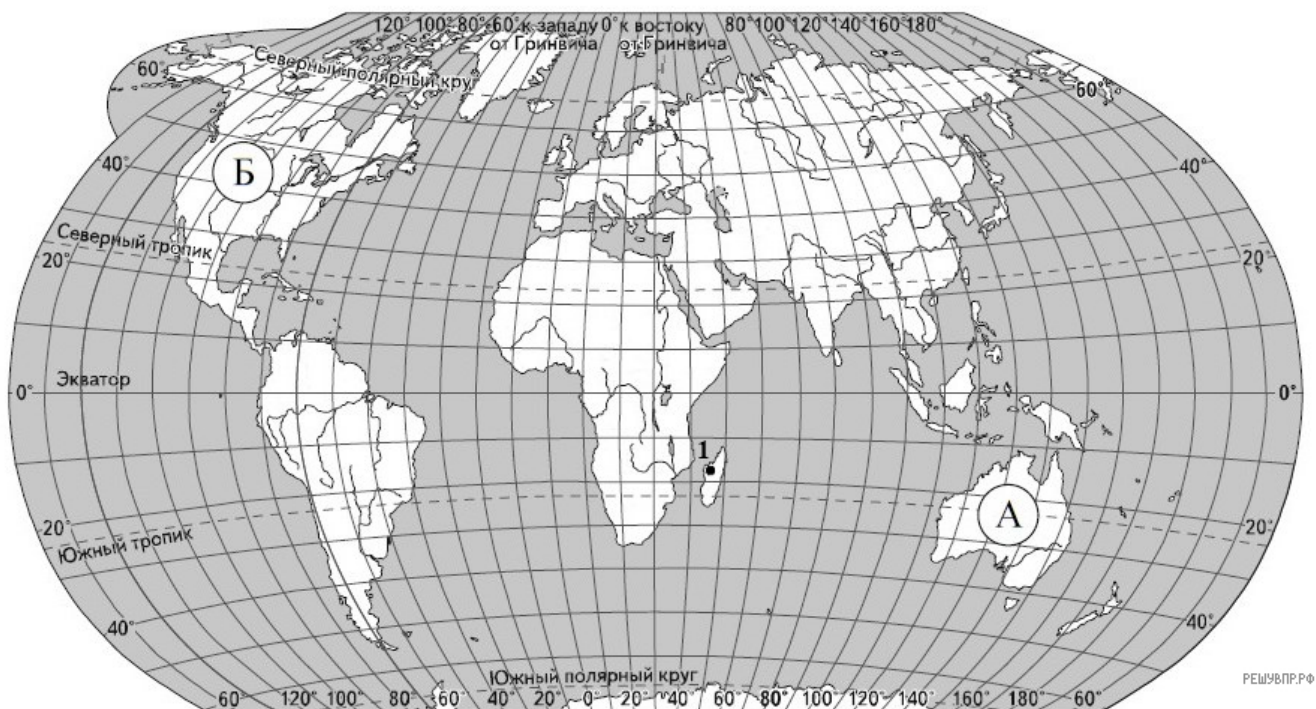 120° 100° 80° 60° к западу 0° к востоку 80° 100° 120° 140° 160° 180°
от Гринвича от Гринвича
60° Северный полярный круг 60°
40° Б 40°
Северный тропик
20° 20°
Экватор
0° 0°
1
А
20° 20°
Южный тропик
40° 40°
Южный полярный круг
60° 120° 100° 80° 60° 40° 20° 0° 20° 40° 60° 80° 100° 120° 140° 160° 180° 60°
РЕШУВПР.РФ